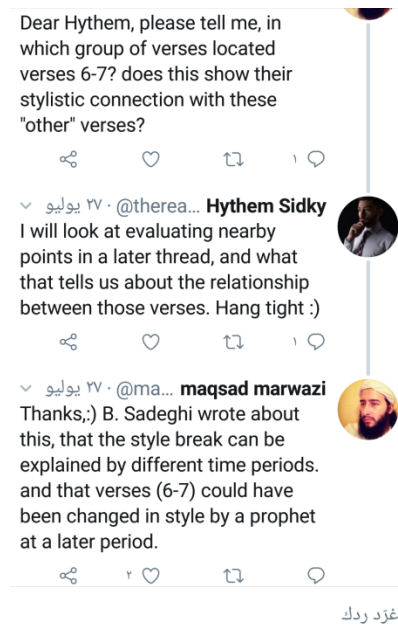 Dear Hythem, please tell me, in
which group of verses located
verses 6-7? does this show their
stylistic connection with these
"other" verses?
١
Hythem Sidky @therea... · ٢٧ يوليو
I will look at evaluating nearby
points in a later thread, and what
that tells us about the relationship
between those verses. Hang tight :)
١
maqsad marwazi @ma... · ٢٧ يوليو
Thanks,:) B. Sadeghi wrote about
this, that the style break can be
explained by different time periods.
and that verses (6-7) could have
been changed in style by a prophet
at a later period.
٢
غرّد ردك